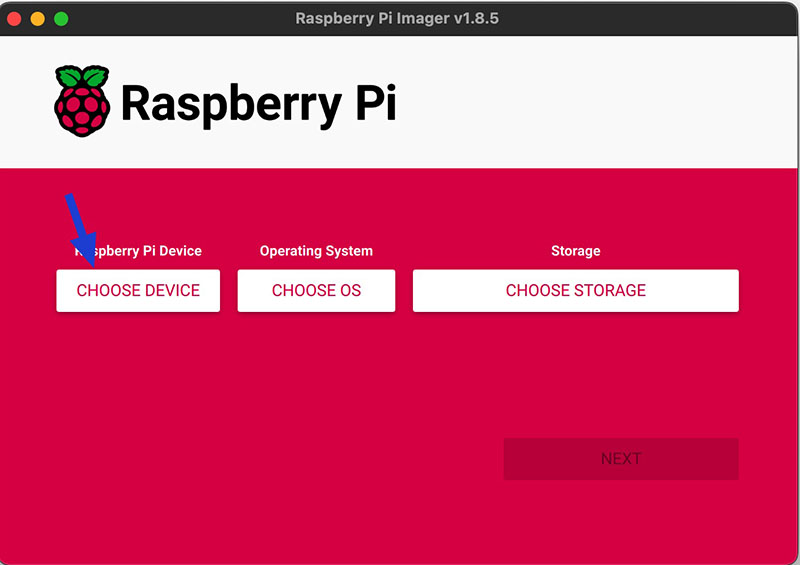 Raspberry Pi Imager v1.8.5
Raspberry Pi
spberry Pi Device
Operating System
Storage
CHOOSE DEVICE
CHOOSE OS
CHOOSE STORAGE
NEXT